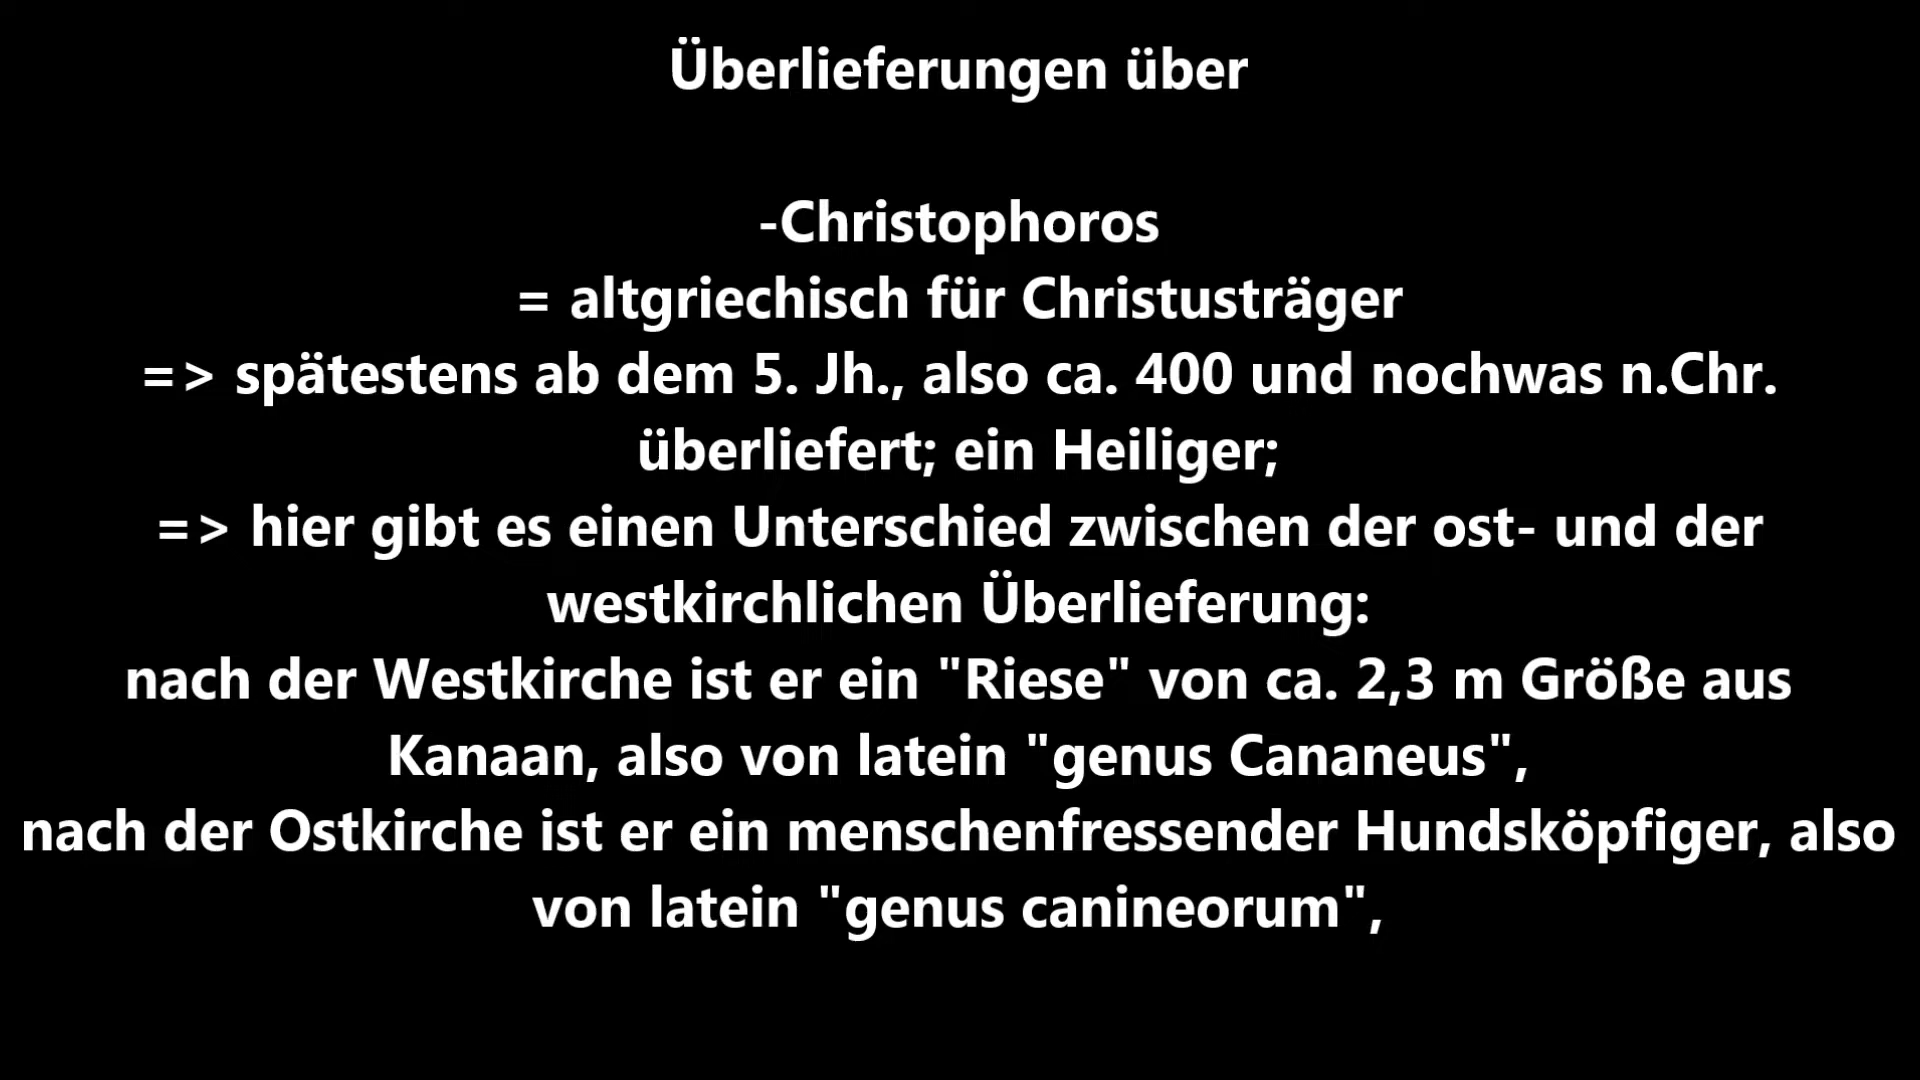 Überlieferungen über
-Christophoros
= altgriechisch für Christusträger
=> spätestens ab dem 5. Jh., also ca. 400 und nochwas n.Chr.
überliefert; ein Heiliger;
=> hier gibt es einen Unterschied zwischen der ost- und der
westkirchlichen Überlieferung:
nach der Westkirche ist er ein "Riese" von ca. 2,3 m Größe aus
Kanaan, also von latein "genus Cananeus",
nach der Ostkirche ist er ein menschenfressender Hundsköpfiger, also
von latein "genus canineorum",